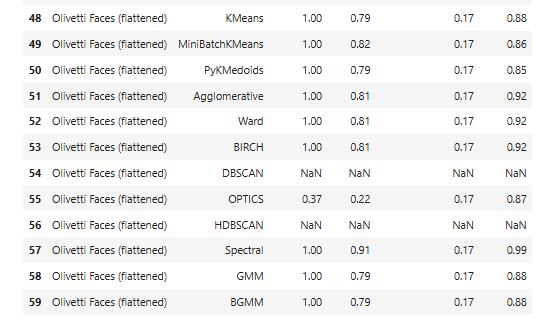 48 Olivetti Faces (flattened) KMeans 1.00 0.79 0.17 0.88
49 Olivetti Faces (flattened) MiniBatchKMeans 1.00 0.82 0.17 0.86
50 Olivetti Faces (flattened) PyKMedoids 1.00 0.79 0.17 0.85
51 Olivetti Faces (flattened) Agglomerative 1.00 0.81 0.17 0.92
52 Olivetti Faces (flattened) Ward 1.00 0.81 0.17 0.92
53 Olivetti Faces (flattened) BIRCH 1.00 0.81 0.17 0.92
54 Olivetti Faces (flattened) DBSCAN NaN NaN NaN NaN
55 Olivetti Faces (flattened) OPTICS 0.37 0.22 0.17 0.87
56 Olivetti Faces (flattened) HDBSCAN NaN NaN NaN NaN
57 Olivetti Faces (flattened) Spectral 1.00 0.91 0.17 0.99
58 Olivetti Faces (flattened) GMM 1.00 0.79 0.17 0.88
59 Olivetti Faces (flattened) BGMM 1.00 0.79 0.17 0.88